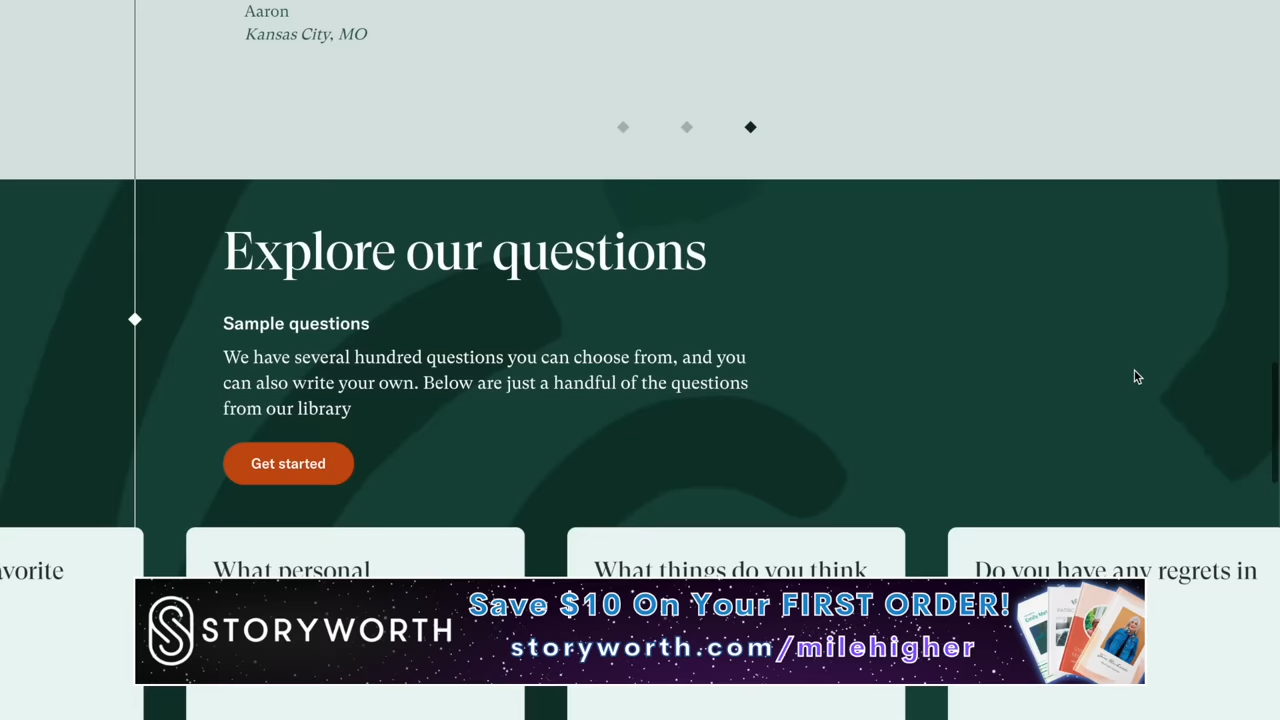 Aaron
Kansas City, MO
Explore our questions
Sample questions
We have several hundred questions you can choose from, and you
can also write your own. Below are just a handful of the questions
from our library
Get started
avorite
What personal
What things do you think
Do you have any regrets in
STORYWORTH
Save $10 On Your FIRST ORDER!
storyworth.com/milehigher